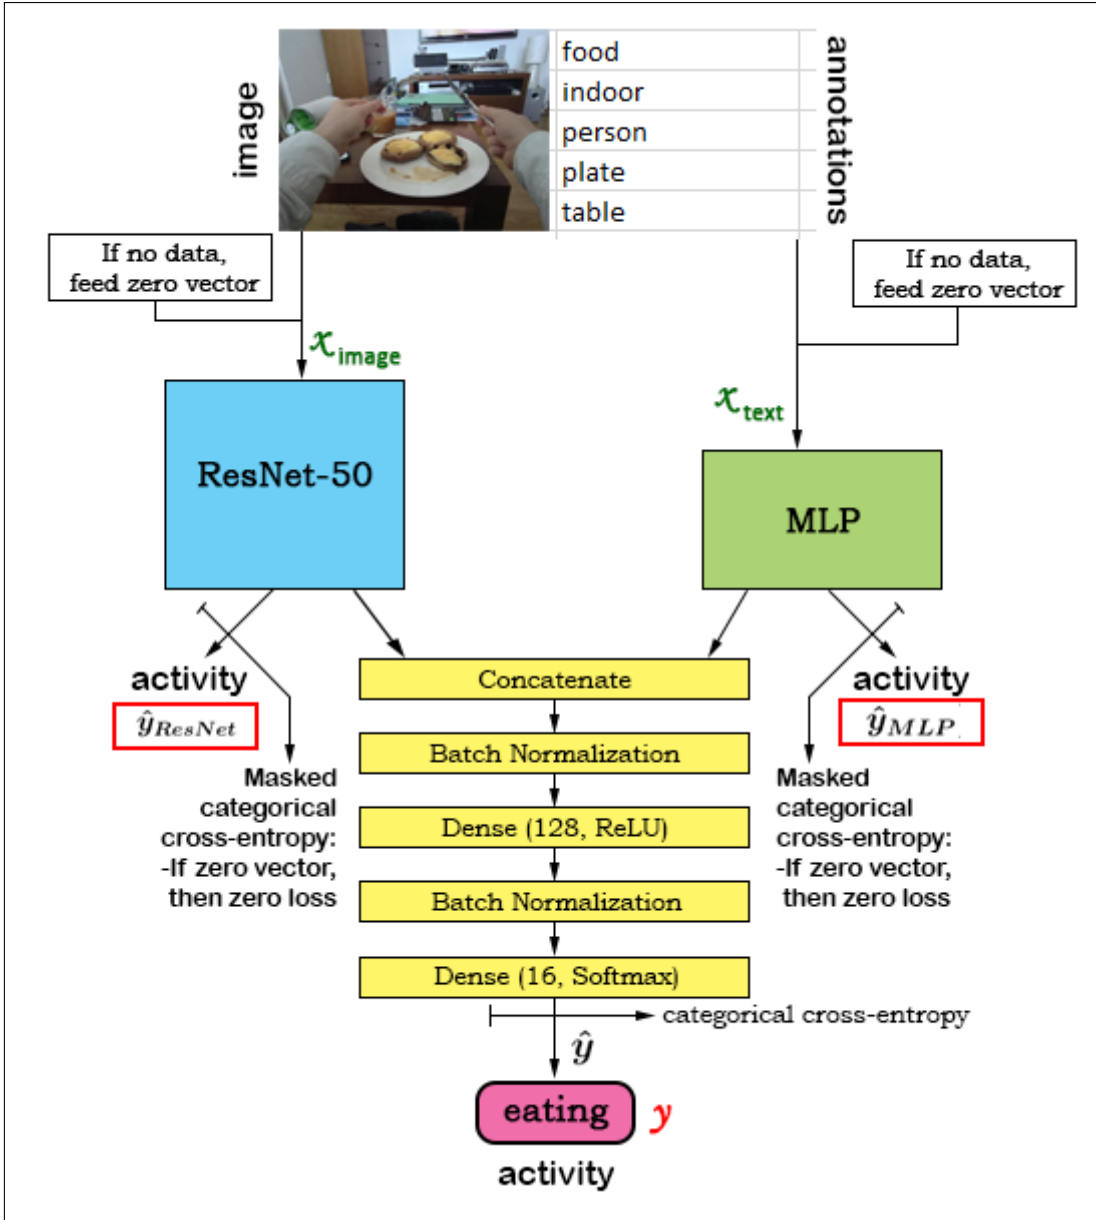 image
food
indoor
person
plate
table
annotations
If no data,
feed zero vector
If no data,
feed zero vector
x image
x text
ResNet-50
MLP
activity
ŷ ResNet
activity
ŷ MLP
Concatenate
Batch Normalization
Dense (128, ReLU)
Batch Normalization
Dense (16, Softmax)
Masked
categorical
cross-entropy:
-If zero vector,
then zero loss
Masked
categorical
cross-entropy:
-If zero vector,
then zero loss
categorical cross-entropy
ŷ
eating
y
activity